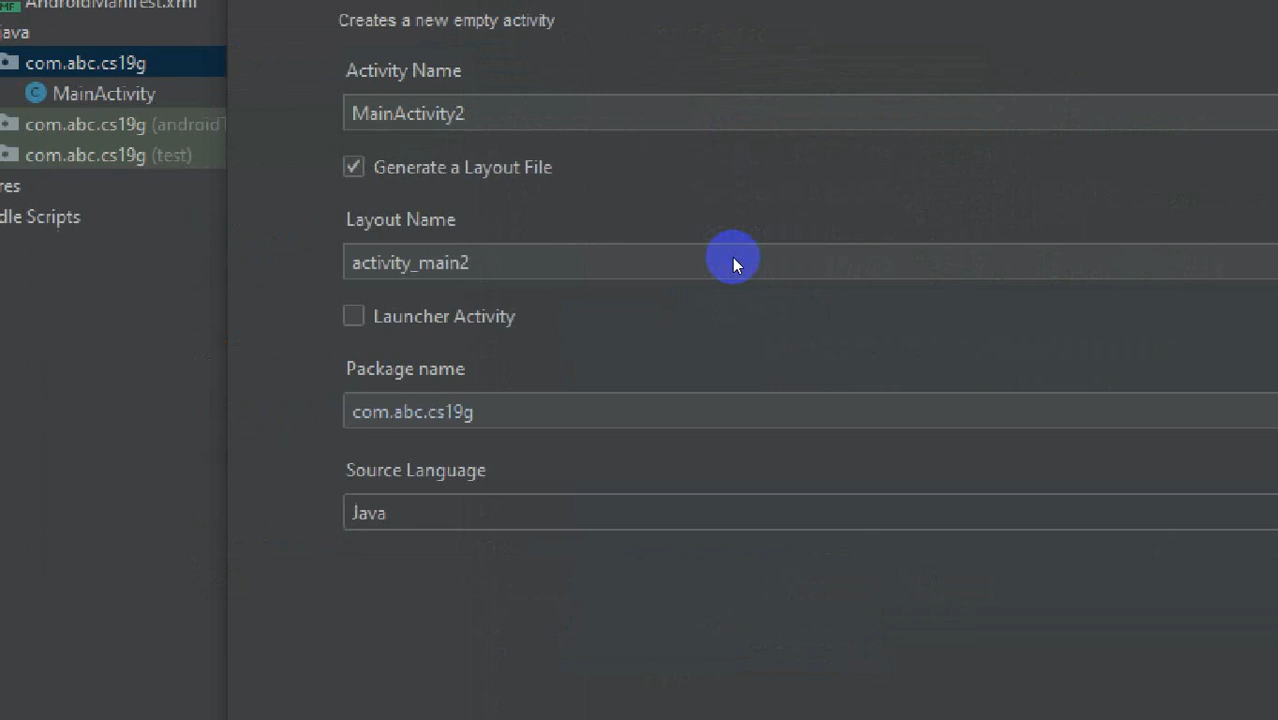 AndroidManifest.xml
java
com.abc.cs19g
MainActivity
com.abc.cs19g (androidT
com.abc.cs19g (test)
res
dle Scripts
Creates a new empty activity
Activity Name
MainActivity2
Generate a Layout File
Layout Name
activity_main2
Launcher Activity
Package name
com.abc.cs19g
Source Language
Java